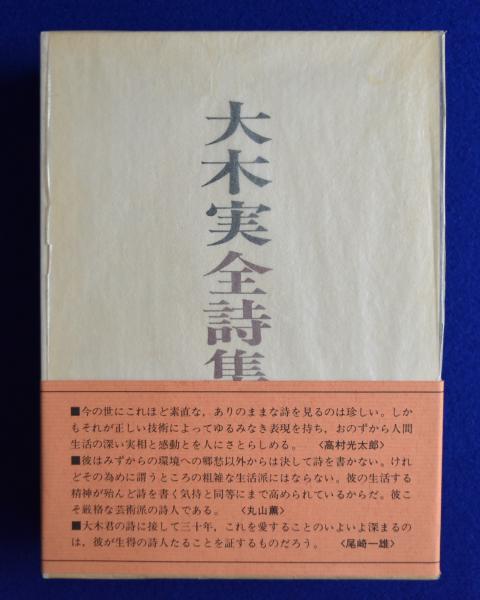 大木実全詩集
■今の世にこれほど素直な，ありのままな詩を見るのは珍しい。しか
もそれが正しい技術によってゆるみなき表現を持ち，おのずから人間
生活の深い実相と感動とを人にさとらしめる。　〈高村光太郎〉
■彼はみずからの環境への郷愁以外からは決して詩を書かない。けれ
どその為めに謂うところの粗雑な生活派にはならない。彼の生活する
精神が殆んど詩を書く気持と同等にまで高められているからだ。彼こ
そ厳格な芸術派の詩人である。　〈丸山薫〉
■大木君の詩に接して三十年，これを愛することのいよいよ深まるの
は，彼が生得の詩人たることを証するものだろう。　〈尾崎一雄〉